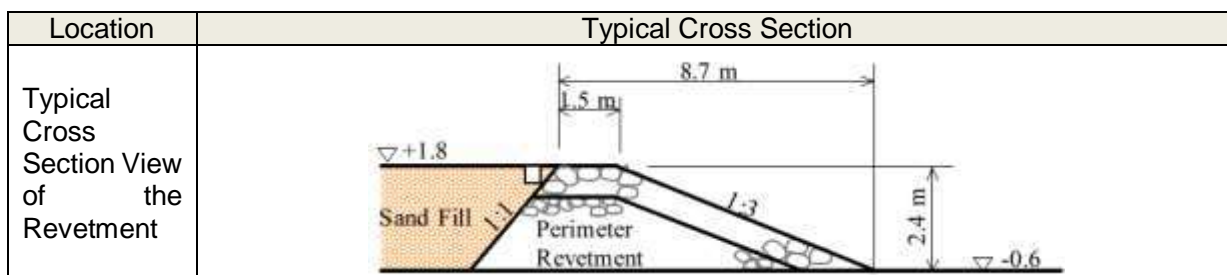 Location
Typical Cross Section
Typical
Cross
Section View
of the
Revetment
8.7 m
1.5 m
+1.8
1:1
Sand Fill
Perimeter
Revetment
1:3
2.4 m
-0.6